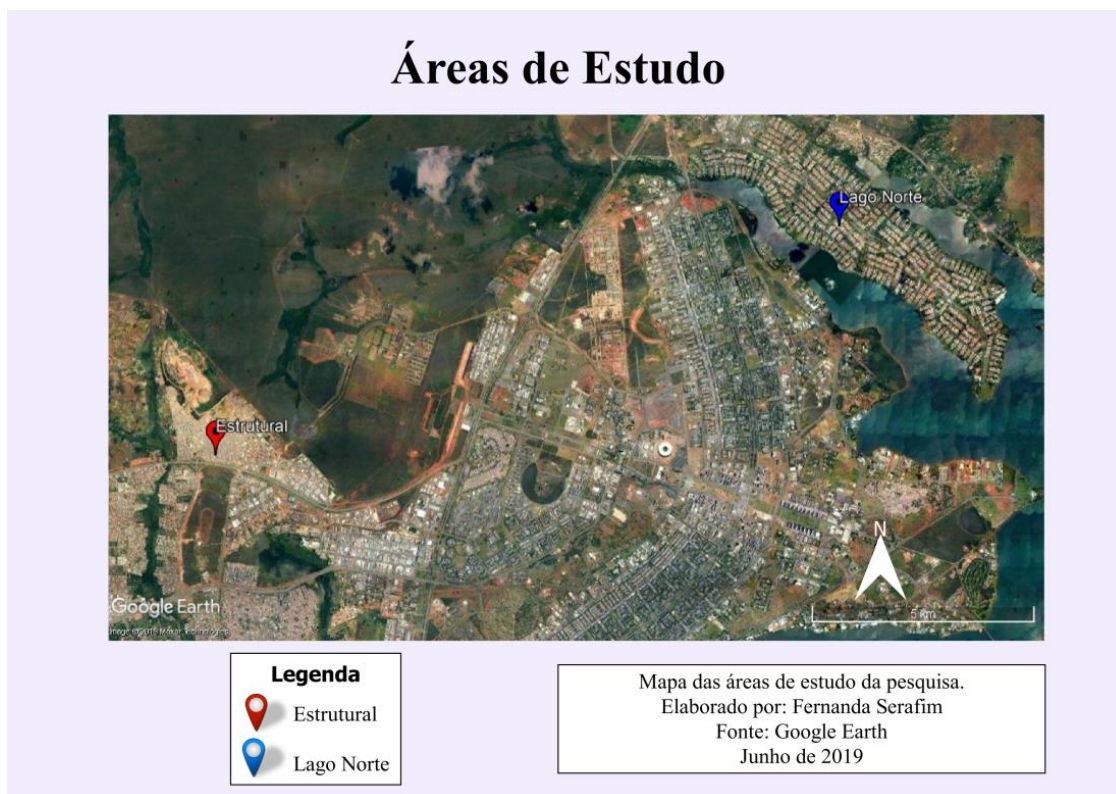 Áreas de Estudo
Lago Norte
Estrutural
N
Google Earth
5 km
Legenda
Estrutural
Lago Norte
Mapa das áreas de estudo da pesquisa.
Elaborado por: Fernanda Serafim
Fonte: Google Earth
Junho de 2019